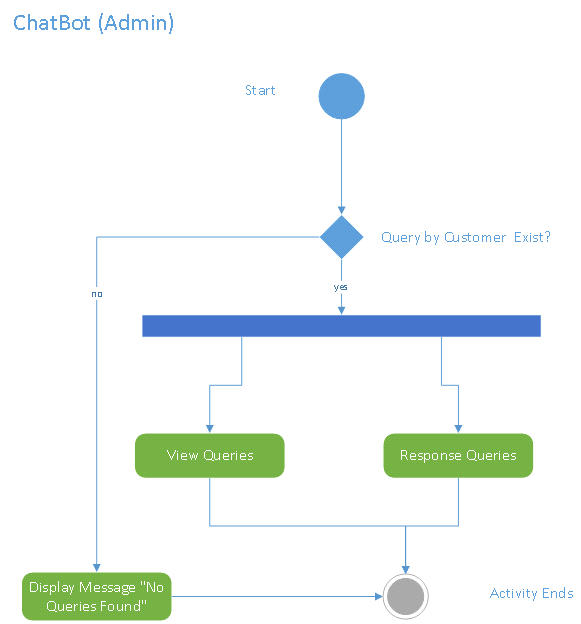 ChatBot (Admin)
Start
Query by Customer Exist?
no
yes
View Queries
Response Queries
Display Message "No
Queries Found"
Activity Ends